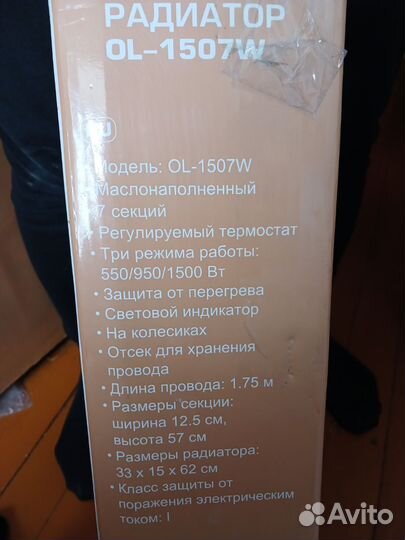 РАДИАТОР
OL-1507W
Модель: OL-1507W
Маслонаполненный
7 секций
• Регулируемый термостат
• Три режима работы:
550/950/1500 Вт
• Защита от перегрева
• Световой индикатор
• На колесиках
• Отсек для хранения
провода
• Длина провода: 1.75 м
• Размеры секции:
ширина 12.5 см,
высота 57 см
• Размеры радиатора:
33 x 15 x 62 см
• Класс защиты от
поражения электрическим
током: I
Avito